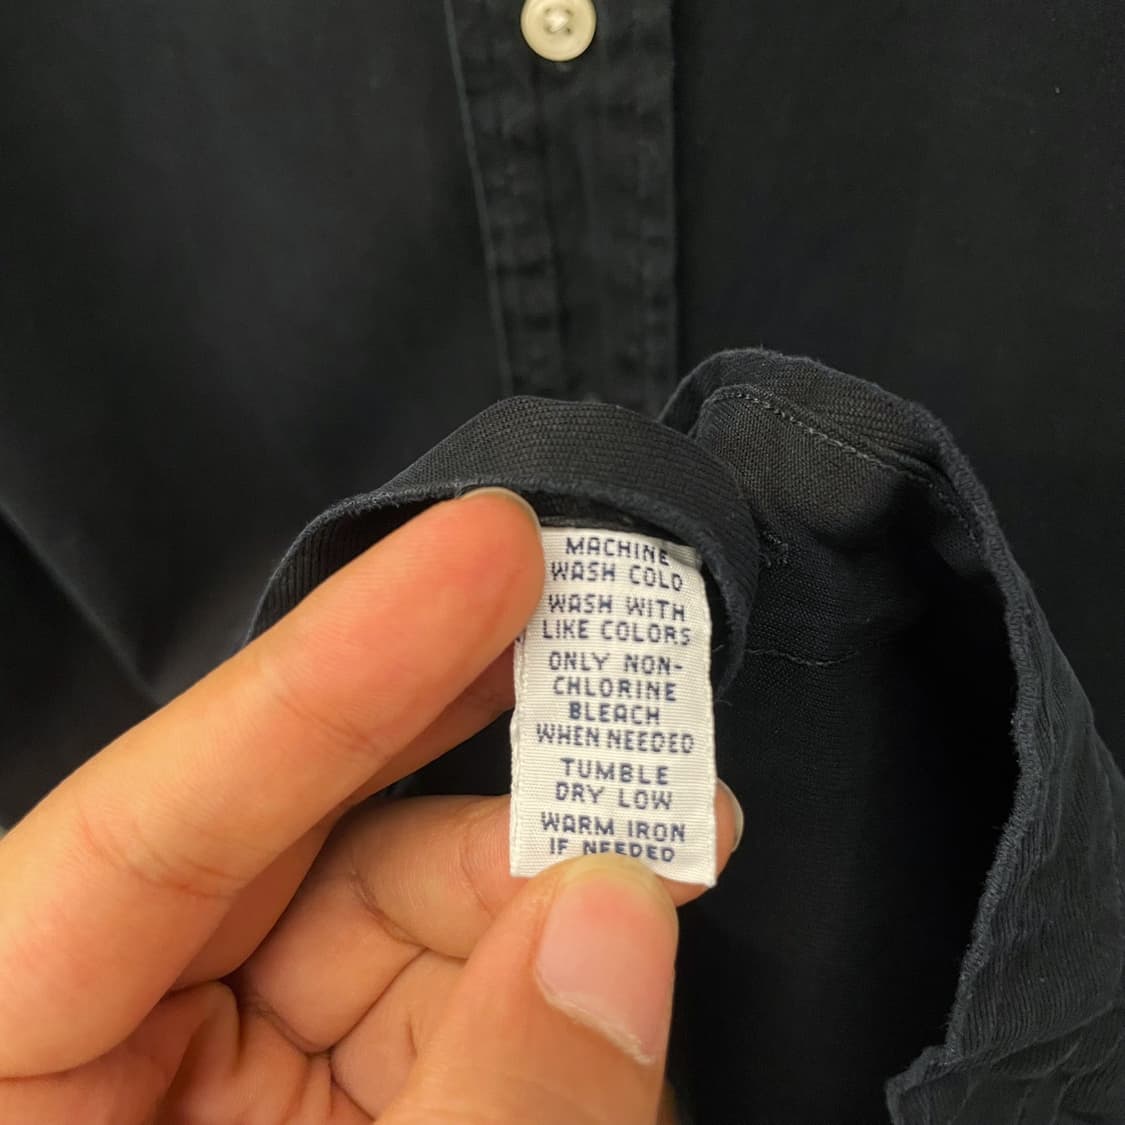 MACHINE
WASH COLD
WASH WITH
LIKE COLORS
ONLY NON-
CHLORINE
BLEACH
WHEN NEEDED
TUMBLE
DRY LOW
WARM IRON
IF NEEDED